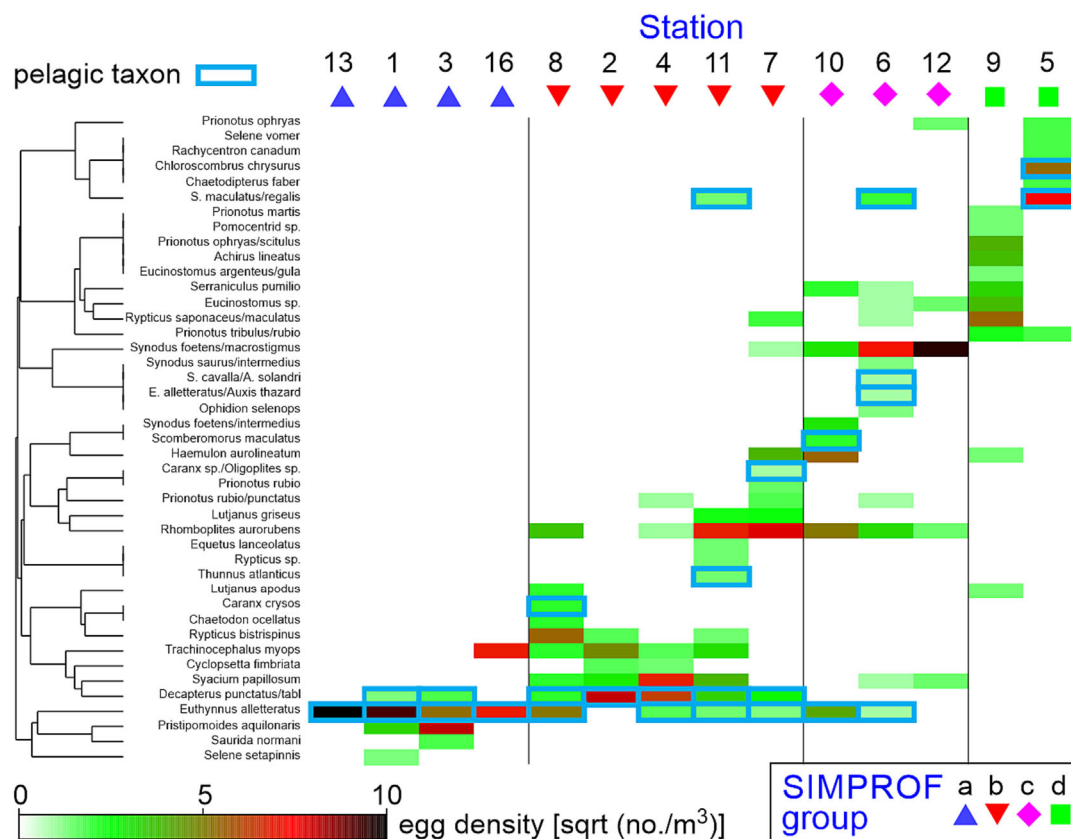 Station
pelagic taxon
13 1 3 16 8 2 4 11 7 10 6 12 9 5
Prionotus ophryas
Selene vomer
Rachycentron canadum
Chloroscombrus chrysurus
Chaetodipterus faber
S. maculatus/regalis
Prionotus martis
Pomocentrid sp.
Prionotus ophryas/scitulus
Achirus lineatus
Eucinostomus argenteus/gula
Serraniculus pumilio
Eucinostomus sp.
Rypticus saponaceus/maculatus
Prionotus tribulus/rubio
Synodus foetens/macrostigmus
Synodus saurus/intermedius
S. cavalla/A. solandri
E. alletteratus/Auxis thazard
Ophidion selenops
Synodus foetens/intermedius
Scomberomorus maculatus
Haemulon aurolineatum
Caranx sp./Oligoplites sp.
Prionotus rubio
Prionotus rubio/punctatus
Lutjanus griseus
Rhomboplites aurorubens
Equetus lanceolatus
Rypticus sp.
Thunnus atlanticus
Lutjanus apodus
Caranx crysos
Chaetodon ocellatus
Rypticus bistrispinus
Trachinocephalus myops
Cyclopsetta fimbriata
Syacium papillosum
Decapterus punctatus/tabl
Euthynnus alletteratus
Pristipomoides aquilonaris
Saurida normani
Selene setapinnis
0 5 10 egg density [sqrt (no./m³)]
SIMPROF a b c d
group